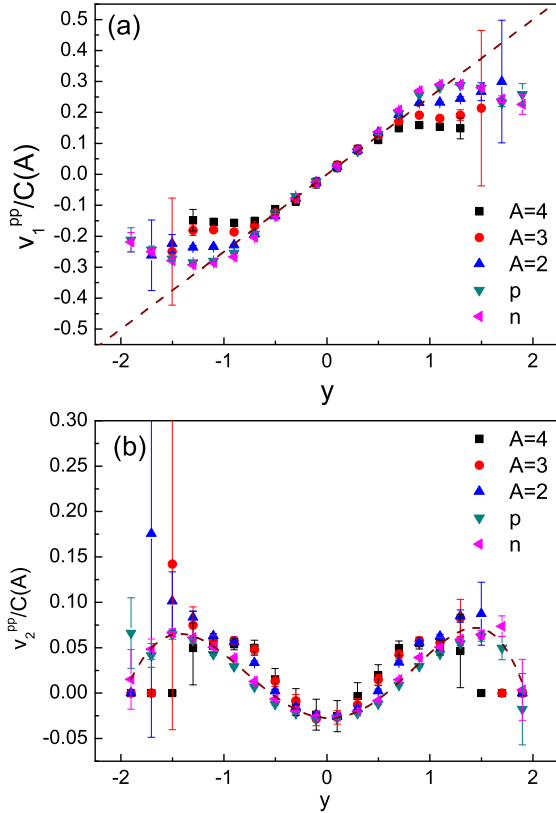 (a)
v₁ᵖᵖ/C(A)
0.5
0.4
0.3
0.2
0.1
0.0
-0.1
-0.2
-0.3
-0.4
-0.5
A=4
A=3
A=2
p
n
-2 -1 0 1 2
y
(b)
v₂ᵖᵖ/C(A)
0.30
0.25
0.20
0.15
0.10
0.05
0.00
-0.05
A=4
A=3
A=2
p
n
-2 -1 0 1 2
y